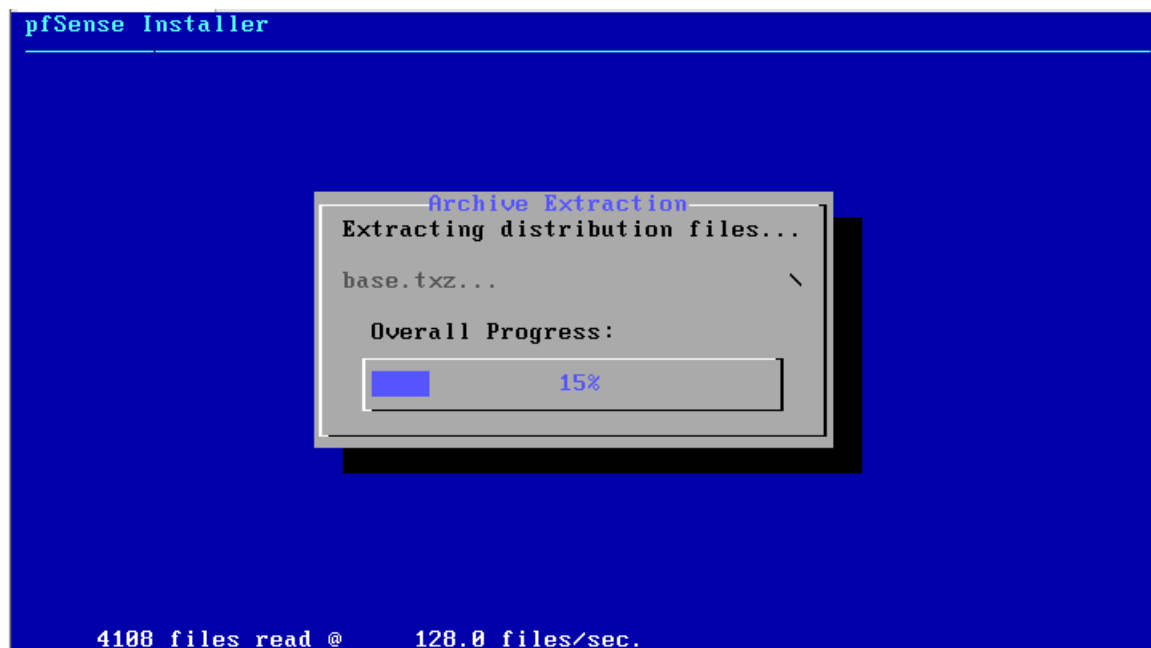 pfSense Installer
Archive Extraction
Extracting distribution files...
base.txz... \
Overall Progress:
15%
4108 files read @ 128.0 files/sec.